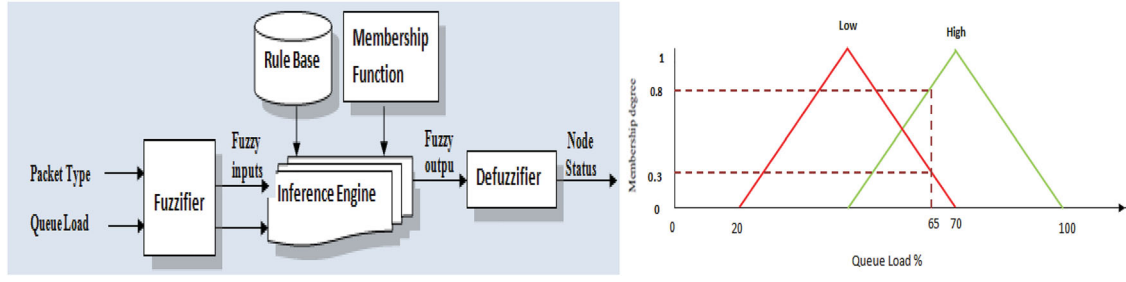 Rule Base
Membership
Function
Packet Type
Queue Load
Fuzzifier
Fuzzy
inputs
Inference Engine
Fuzzy
outpu
Defuzzifier
Node
Status
Low
High
Membership degree
1
0.8
0.3
0
0
20
65
70
100
Queue Load %